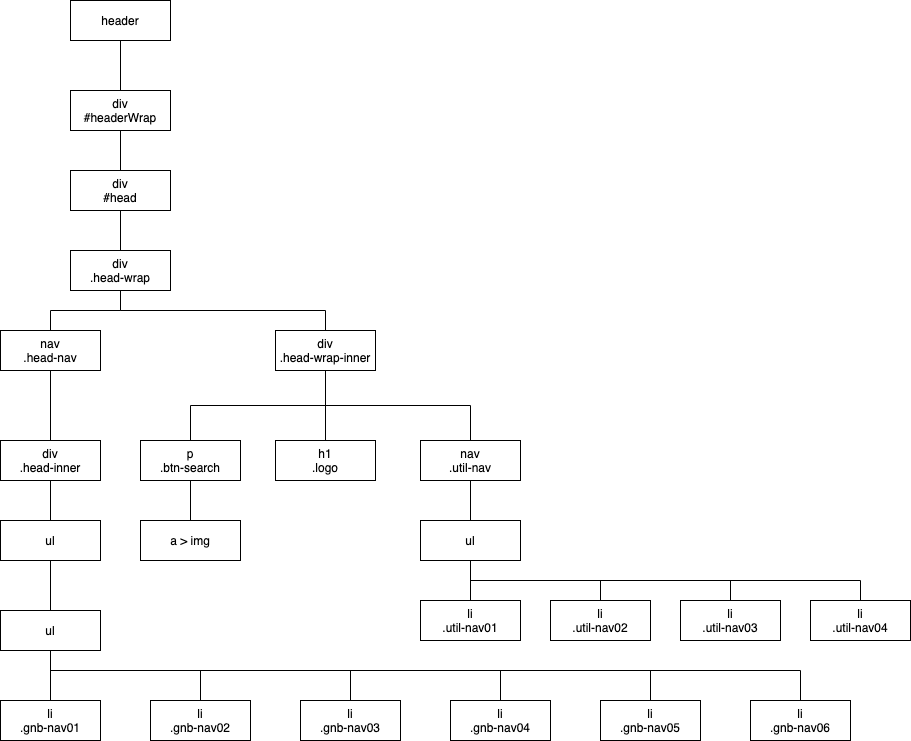 header
div
#headerWrap
div
#head
div
.head-wrap
nav
.head-nav
div
.head-wrap-inner
div
.head-inner
p
.btn-search
h1
.logo
nav
.util-nav
ul
a > img
ul
li
.util-nav01
li
.util-nav02
li
.util-nav03
li
.util-nav04
ul
li
.gnb-nav01
li
.gnb-nav02
li
.gnb-nav03
li
.gnb-nav04
li
.gnb-nav05
li
.gnb-nav06